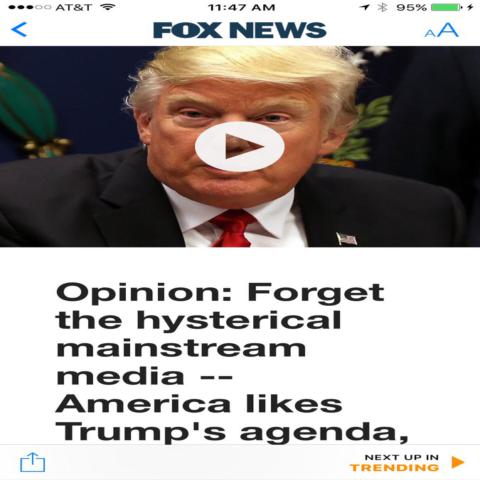 AT&T 11:47 AM 95%
FOX NEWS
AA
Opinion: Forget
the hysterical
mainstream
media --
America likes
Trump's agenda,
NEXT UP IN
TRENDING